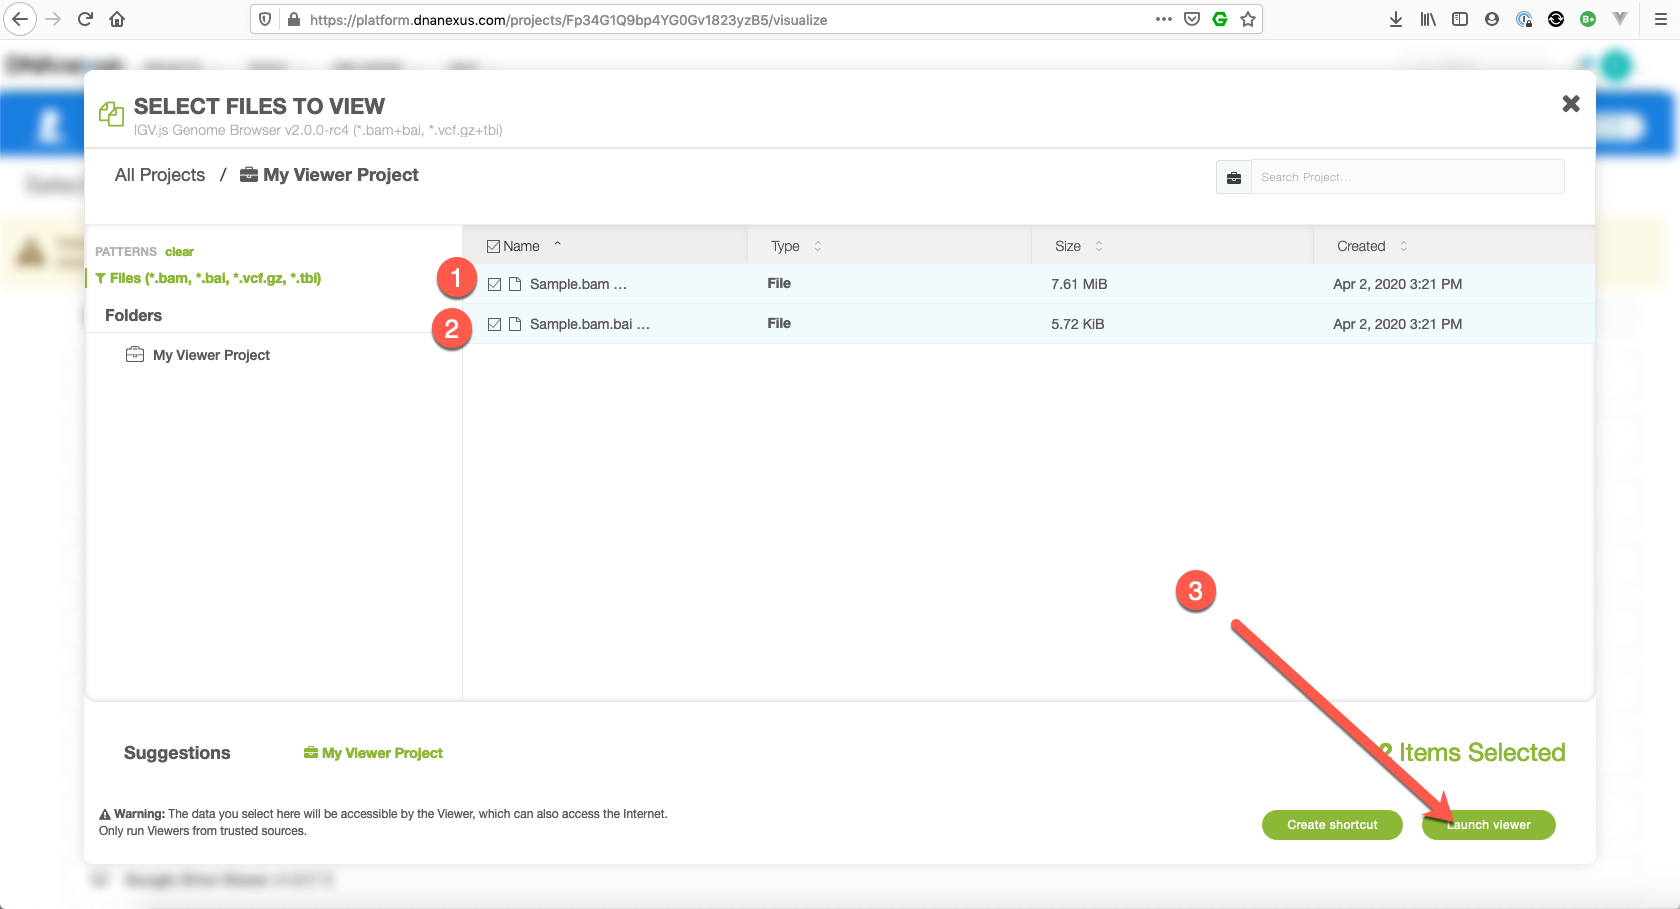 https://platform.dnanexus.com/projects/Fp34G1Q9bp4YG0Gv1823yzB5/visualize
SELECT FILES TO VIEW
IGV.js Genome Browser v2.0.0-rc4 (*.bam+bai, *.vcf.gz+tbi)
All Projects / My Viewer Project
Search Project...
PATTERNS clear
Files (*.bam, *.bai, *.vcf.gz, *.tbi)
Folders
My Viewer Project
Name Type Size Created
1 Sample.bam ... File 7.61 MiB Apr 2, 2020 3:21 PM
2 Sample.bam.bai ... File 5.72 KiB Apr 2, 2020 3:21 PM
3
Suggestions My Viewer Project
2 Items Selected
Warning: The data you select here will be accessible by the Viewer, which can also access the Internet.
Only run Viewers from trusted sources.
Create shortcut
Launch viewer